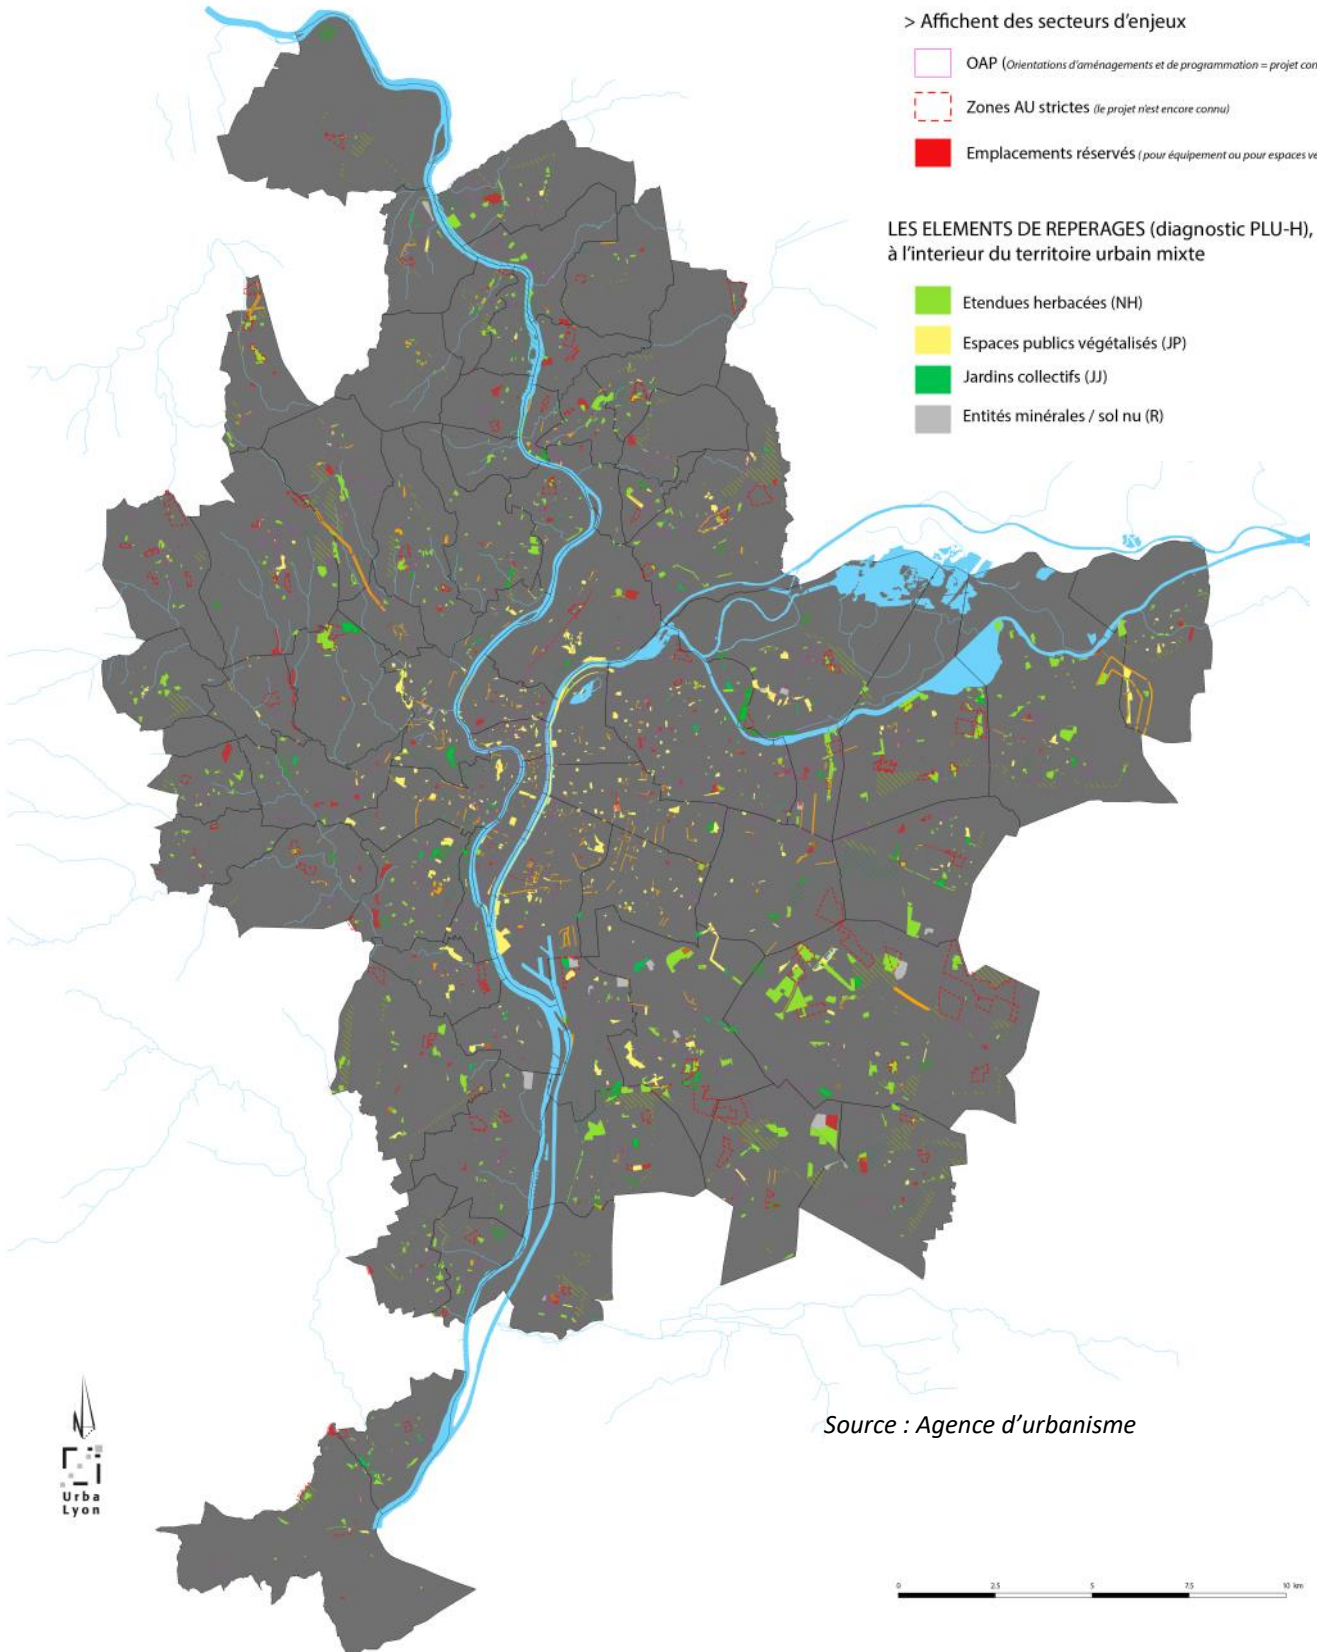 > Affichent des secteurs d'enjeux
OAP (Orientations d'aménagements et de programmation = projet con
Zones AU strictes (le projet n'est encore connu)
Emplacements réservés ( pour équipement ou pour espaces ve
LES ELEMENTS DE REPERAGES (diagnostic PLU-H),
à l'interieur du territoire urbain mixte
Etendues herbacées (NH)
Espaces publics végétalisés (JP)
Jardins collectifs (JJ)
Entités minérales / sol nu (R)
Source : Agence d'urbanisme
N
Urba
Lyon
0 2.5 5 7.5 10 km